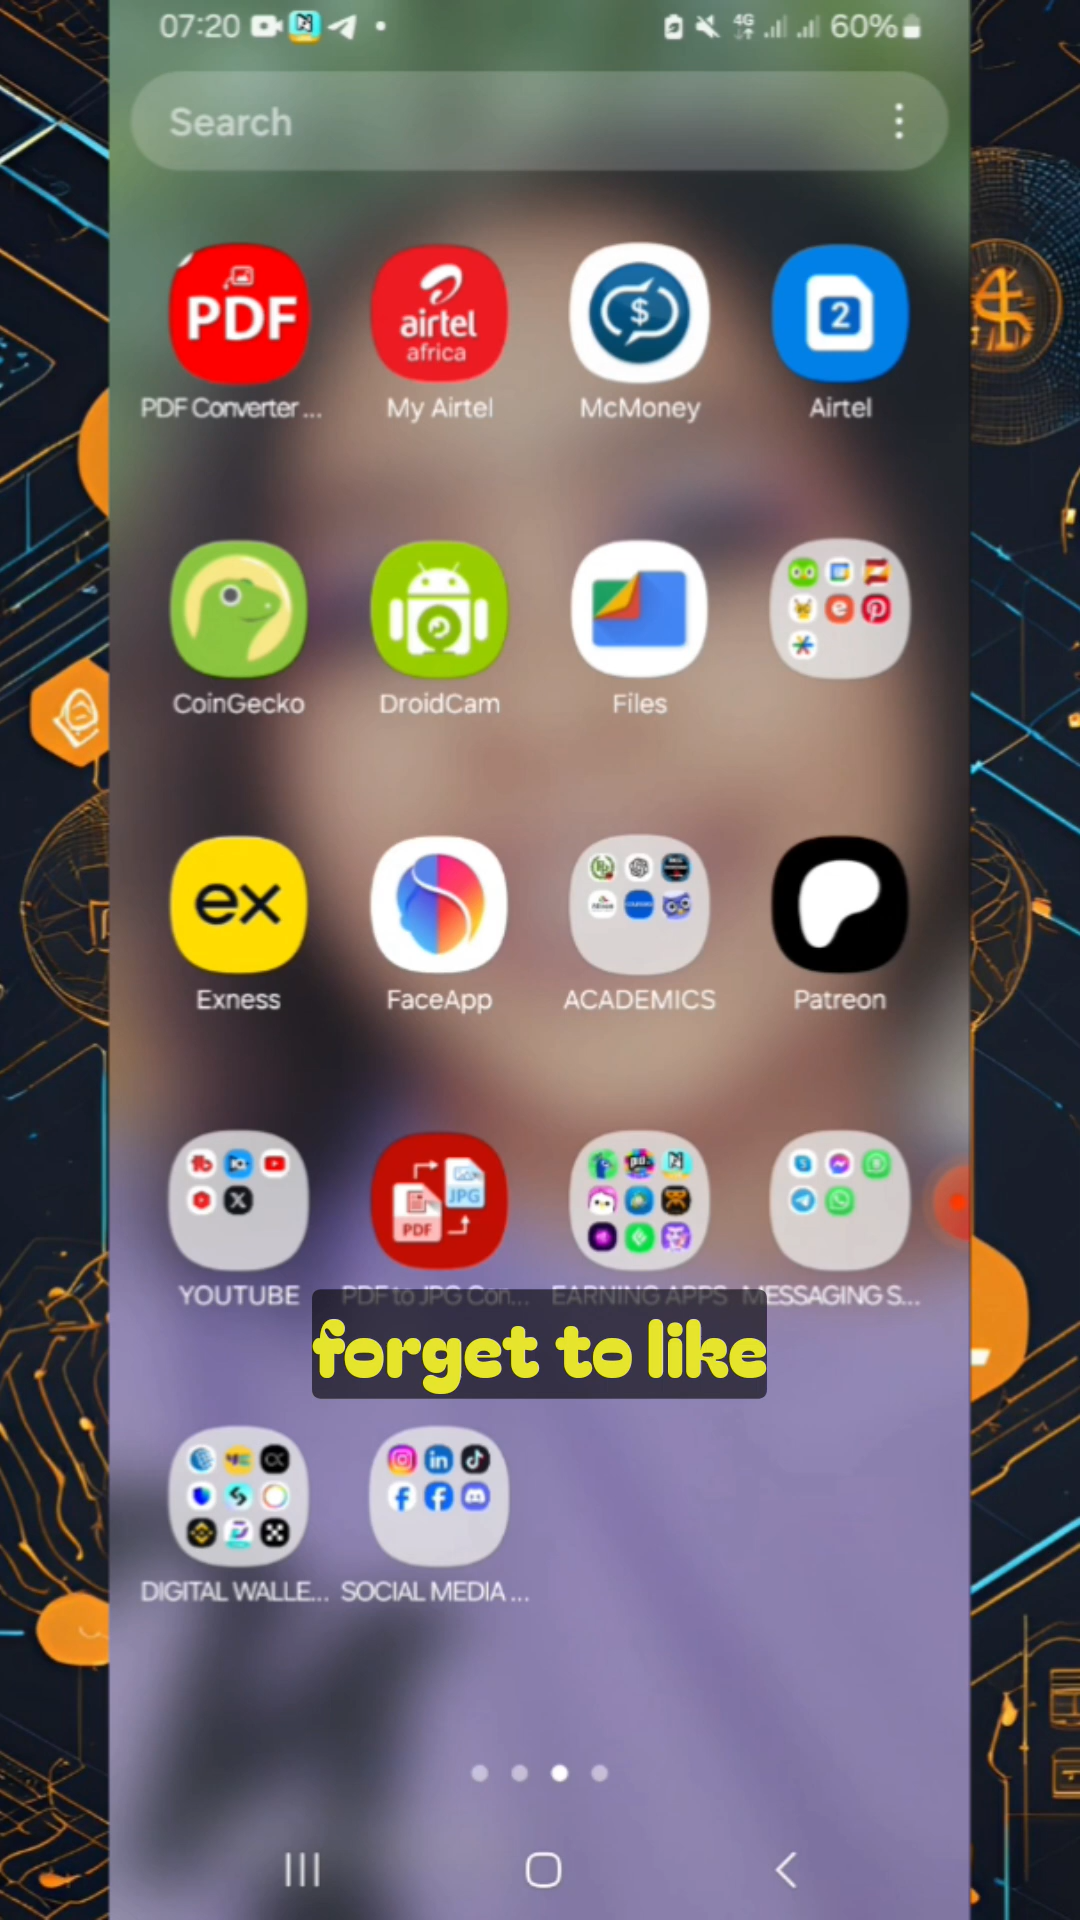 07:20
4G 60%
Search
PDF
airtel
africa
$
2
PDF Converter ...
My Airtel
McMoney
Airtel
CoinGecko
DroidCam
Files
ex
Exness
FaceApp
ACADEMICS
Patreon
JPG
PDF
YOUTUBE
PDF to JPG Con...
EARNING APPS
MESSAGING S...
forget to like
DIGITAL WALLE...
SOCIAL MEDIA ...